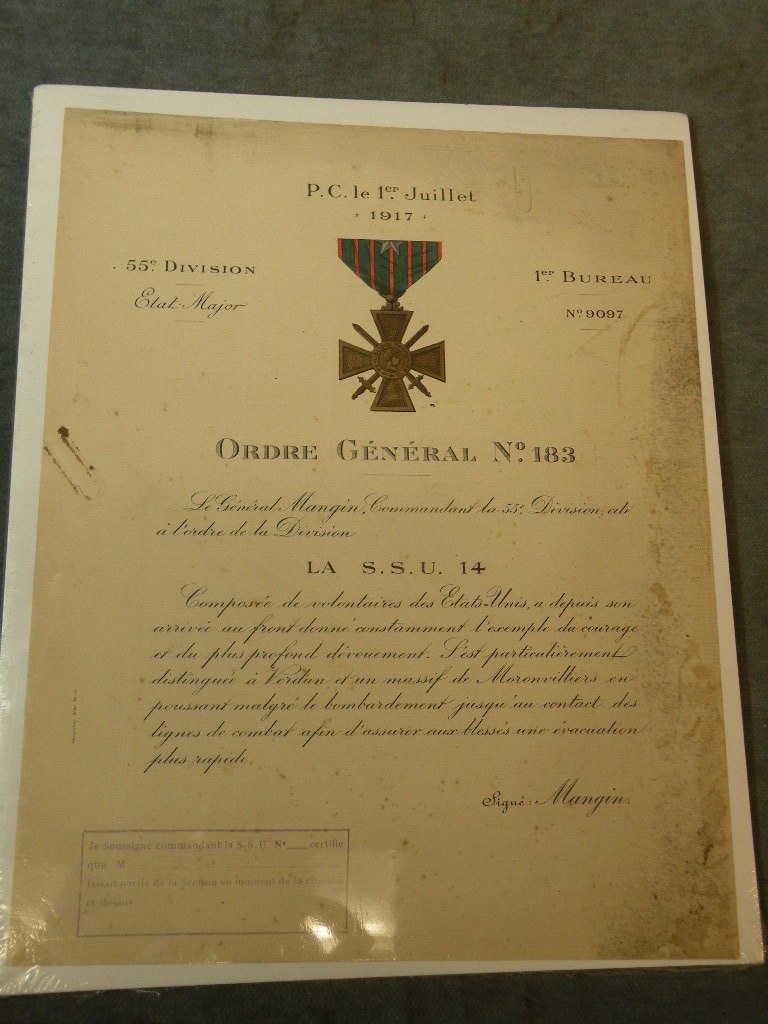 P.C. le 1er Juillet
· 1917 ·
55e Division
Etat-Major
1er Bureau
No 9097
Ordre Général No 183
Le Général Mangin, Commandant la 55e Division, cite
à l'ordre de la Division
LA S.S.U. 14
Composée de volontaires des Etats-Unis, a depuis son
arrivée au front donné constamment l'exemple du courage
et du plus profond dévouement. S'est particulièrement
distinguée à Verdun et un massif de Moronvilliers en
poussant malgré le bombardement jusqu'au contact des
lignes de combat afin d'assurer aux blessés une évacuation
plus rapide.
Signé: Mangin.
Je Soussigné commandant la S.S.U. No____certifie
que M
faisait partie de la Section au moment de la citation
ci-dessus